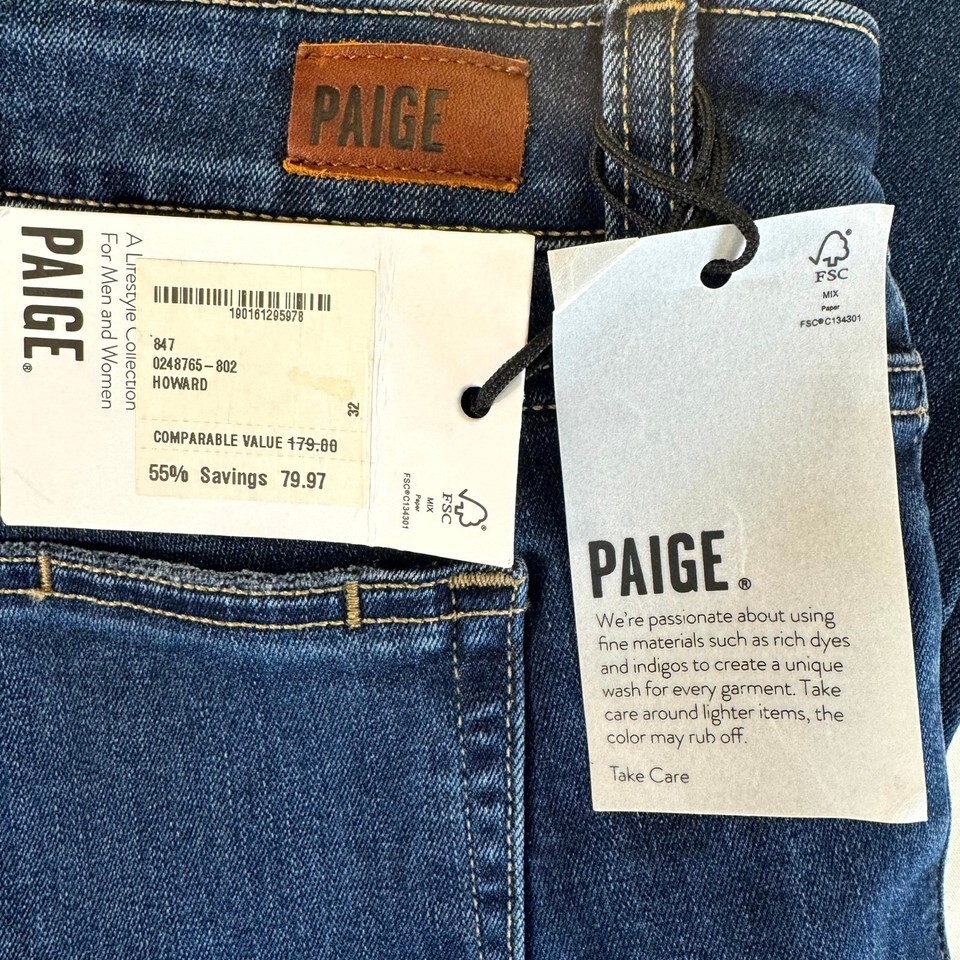 PAIGE
PAIGE®
A Lifestyle Collection
For Men and Women
190161295978
847
0248765-802
HOWARD
32
COMPARABLE VALUE 179.00
55% Savings 79.97
FSC
MIX
Paper
FSC® C134301
FSC
MIX
Paper
FSC® C134301
PAIGE®
We're passionate about using
fine materials such as rich dyes
and indigos to create a unique
wash for every garment. Take
care around lighter items, the
color may rub off.
Take Care